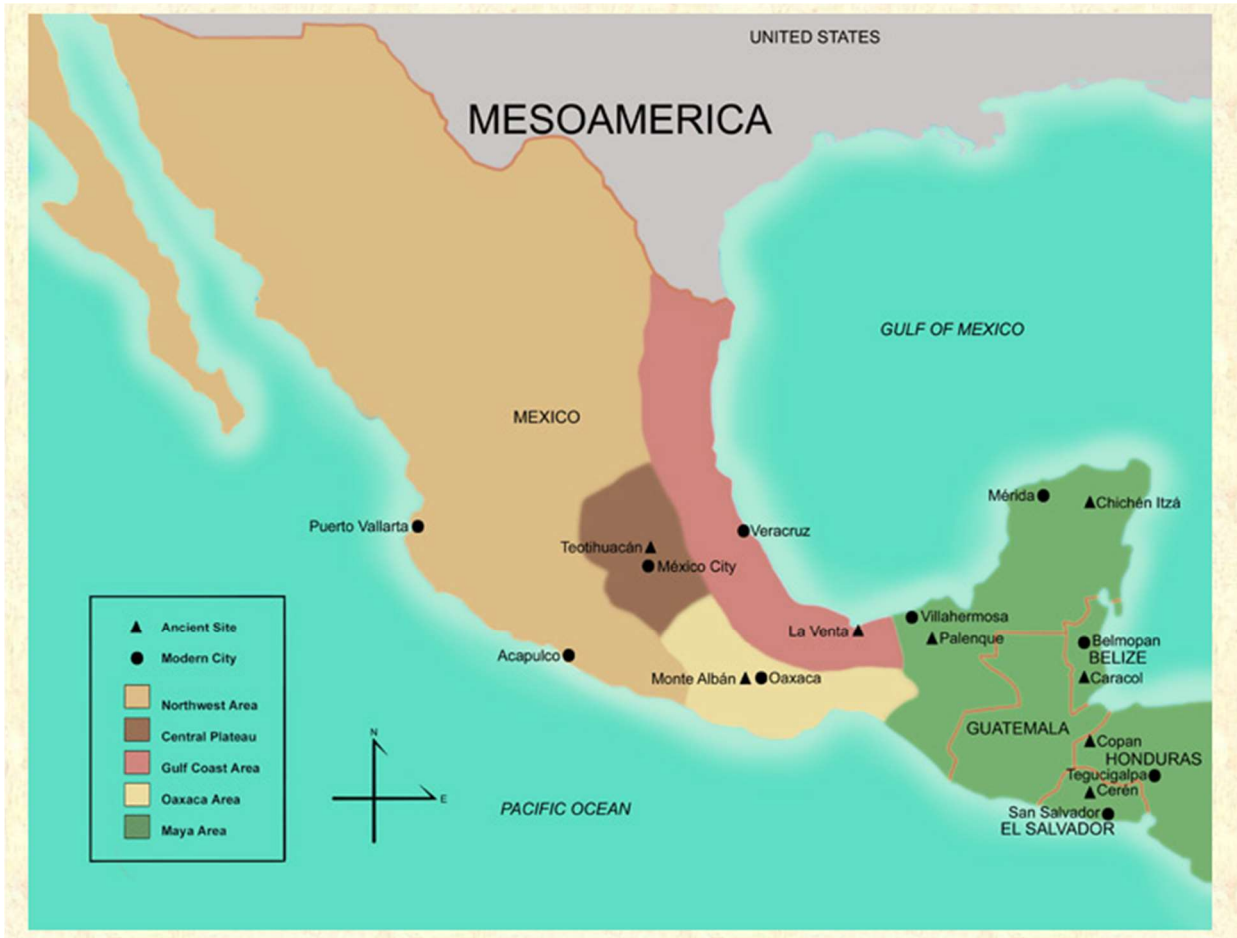 UNITED STATES
MESOAMERICA
GULF OF MEXICO
MEXICO
Mérida
Chichén Itzá
Puerto Vallarta
Veracruz
Teotihuacán
México City
Villahermosa
La Venta
Palenque
Belmopan
BELIZE
Acapulco
Monte Albán
Oaxaca
Caracol
GUATEMALA
Copan
HONDURAS
Tegucigalpa
Cerén
San Salvador
EL SALVADOR
PACIFIC OCEAN
Ancient Site
Modern City
Northwest Area
Central Plateau
Gulf Coast Area
Oaxaca Area
Maya Area
N
E